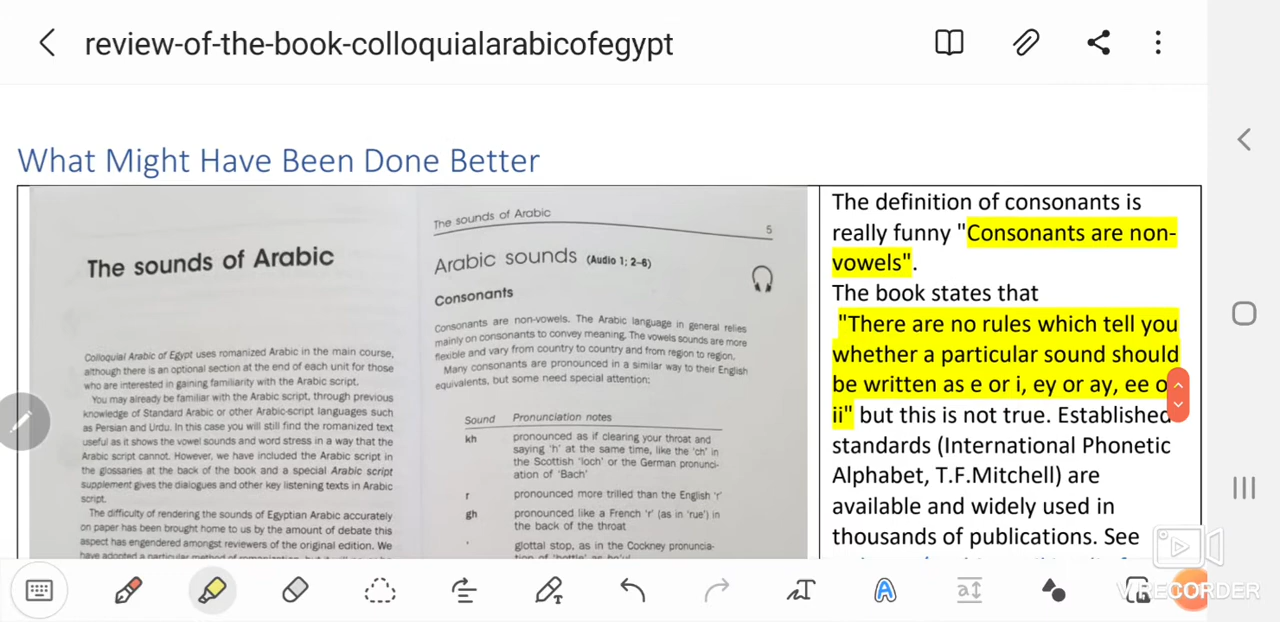 review-of-the-book-colloquialarabicofegypt
What Might Have Been Done Better
The sounds of Arabic
Colloquial Arabic of Egypt uses romanized Arabic in the main course,
although there is an optional section at the end of each unit for those
who are interested in gaining familiarity with the Arabic script.
You may already be familiar with the Arabic script, through previous
knowledge of Standard Arabic or other Arabic-script languages such
as Persian and Urdu. In this case you will still find the romanized text
useful as it shows the vowel sounds and word stress in a way that the
Arabic script cannot. However, we have included the Arabic script in
the glossaries at the back of the book and a special Arabic script
supplement gives the dialogues and other key listening texts in Arabic
script.
The difficulty of rendering the sounds of Egyptian Arabic accurately
on paper has been brought home to us by the amount of debate this
aspect has engendered amongst reviewers of the original edition. We
have adopted a particular method of romanization, but it will
The sounds of Arabic
5
Arabic sounds (Audio 1; 2–6)
Consonants
Consonants are non-vowels. The Arabic language in general relies
mainly on consonants to convey meaning. The vowels sounds are more
flexible and vary from country to country and from region to region.
Many consonants are pronounced in a similar way to their English
equivalents, but some need special attention:
Sound Pronunciation notes
kh pronounced as if clearing your throat and
saying 'h' at the same time, like the 'ch' in
the Scottish 'loch' or the German pronunci-
ation of 'Bach'
r pronounced more trilled than the English 'r'
gh pronounced like a French 'r' (as in 'rue') in
the back of the throat
' glottal stop, as in the Cockney pronuncia-
tion of 'bottle' as
The definition of consonants is
really funny "Consonants are non-
vowels".
The book states that
"There are no rules which tell you
whether a particular sound should
be written as e or i, ey or ay, ee o
ii" but this is not true. Established
standards (International Phonetic
Alphabet, T.F.Mitchell) are
available and widely used in
thousands of publications. See
VRECORDER